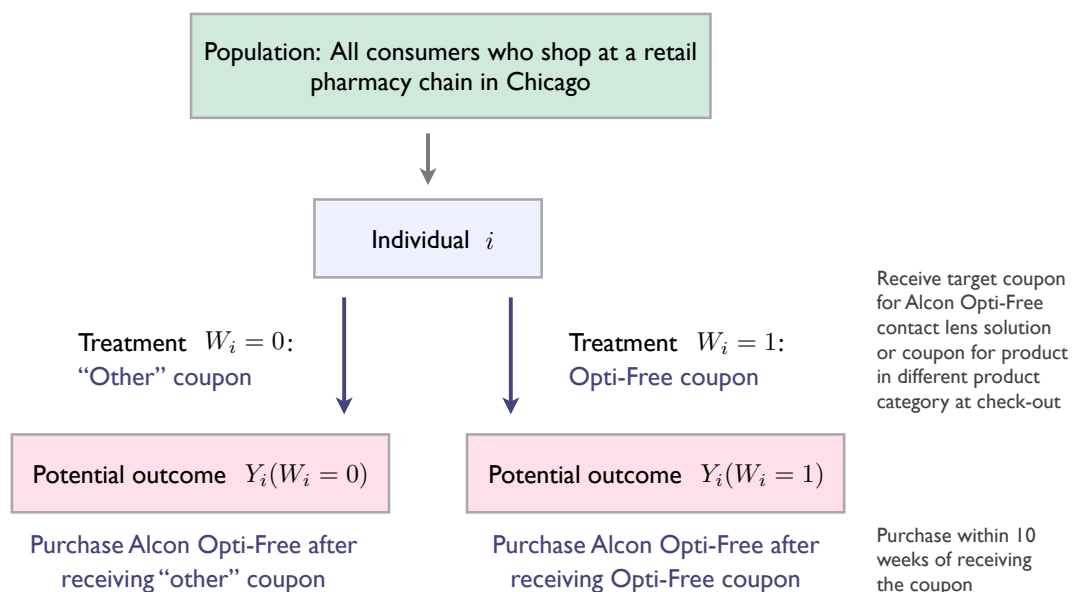 Population: All consumers who shop at a retail
pharmacy chain in Chicago
Individual i
Treatment W_i = 0:
“Other” coupon
Treatment W_i = 1:
Opti-Free coupon
Receive target coupon
for Alcon Opti-Free
contact lens solution
or coupon for product
in different product
category at check-out
Potential outcome Y_i(W_i = 0)
Potential outcome Y_i(W_i = 1)
Purchase Alcon Opti-Free after
receiving “other” coupon
Purchase Alcon Opti-Free after
receiving Opti-Free coupon
Purchase within 10
weeks of receiving
the coupon